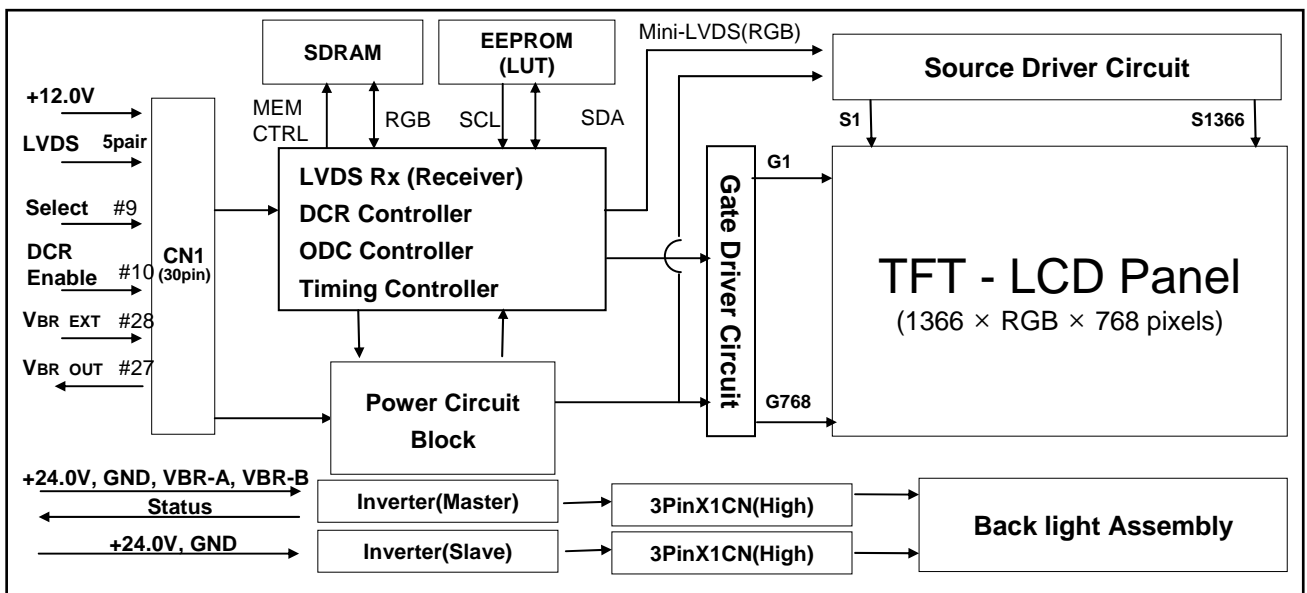 SDRAM
EEPROM
(LUT)
Mini-LVDS(RGB)
Source Driver Circuit
+12.0V
LVDS 5pair
Select #9
DCR
Enable #10
VBR EXT #28
VBR OUT #27
CN1
(30pin)
MEM
CTRL
RGB
SCL
SDA
S1
S1366
LVDS Rx (Receiver)
DCR Controller
ODC Controller
Timing Controller
Power Circuit
Block
Gate Driver Circuit
G1
G768
TFT - LCD Panel
(1366 × RGB × 768 pixels)
+24.0V, GND, VBR-A, VBR-B
Status
+24.0V, GND
Inverter(Master)
3PinX1CN(High)
Inverter(Slave)
3PinX1CN(High)
Back light Assembly